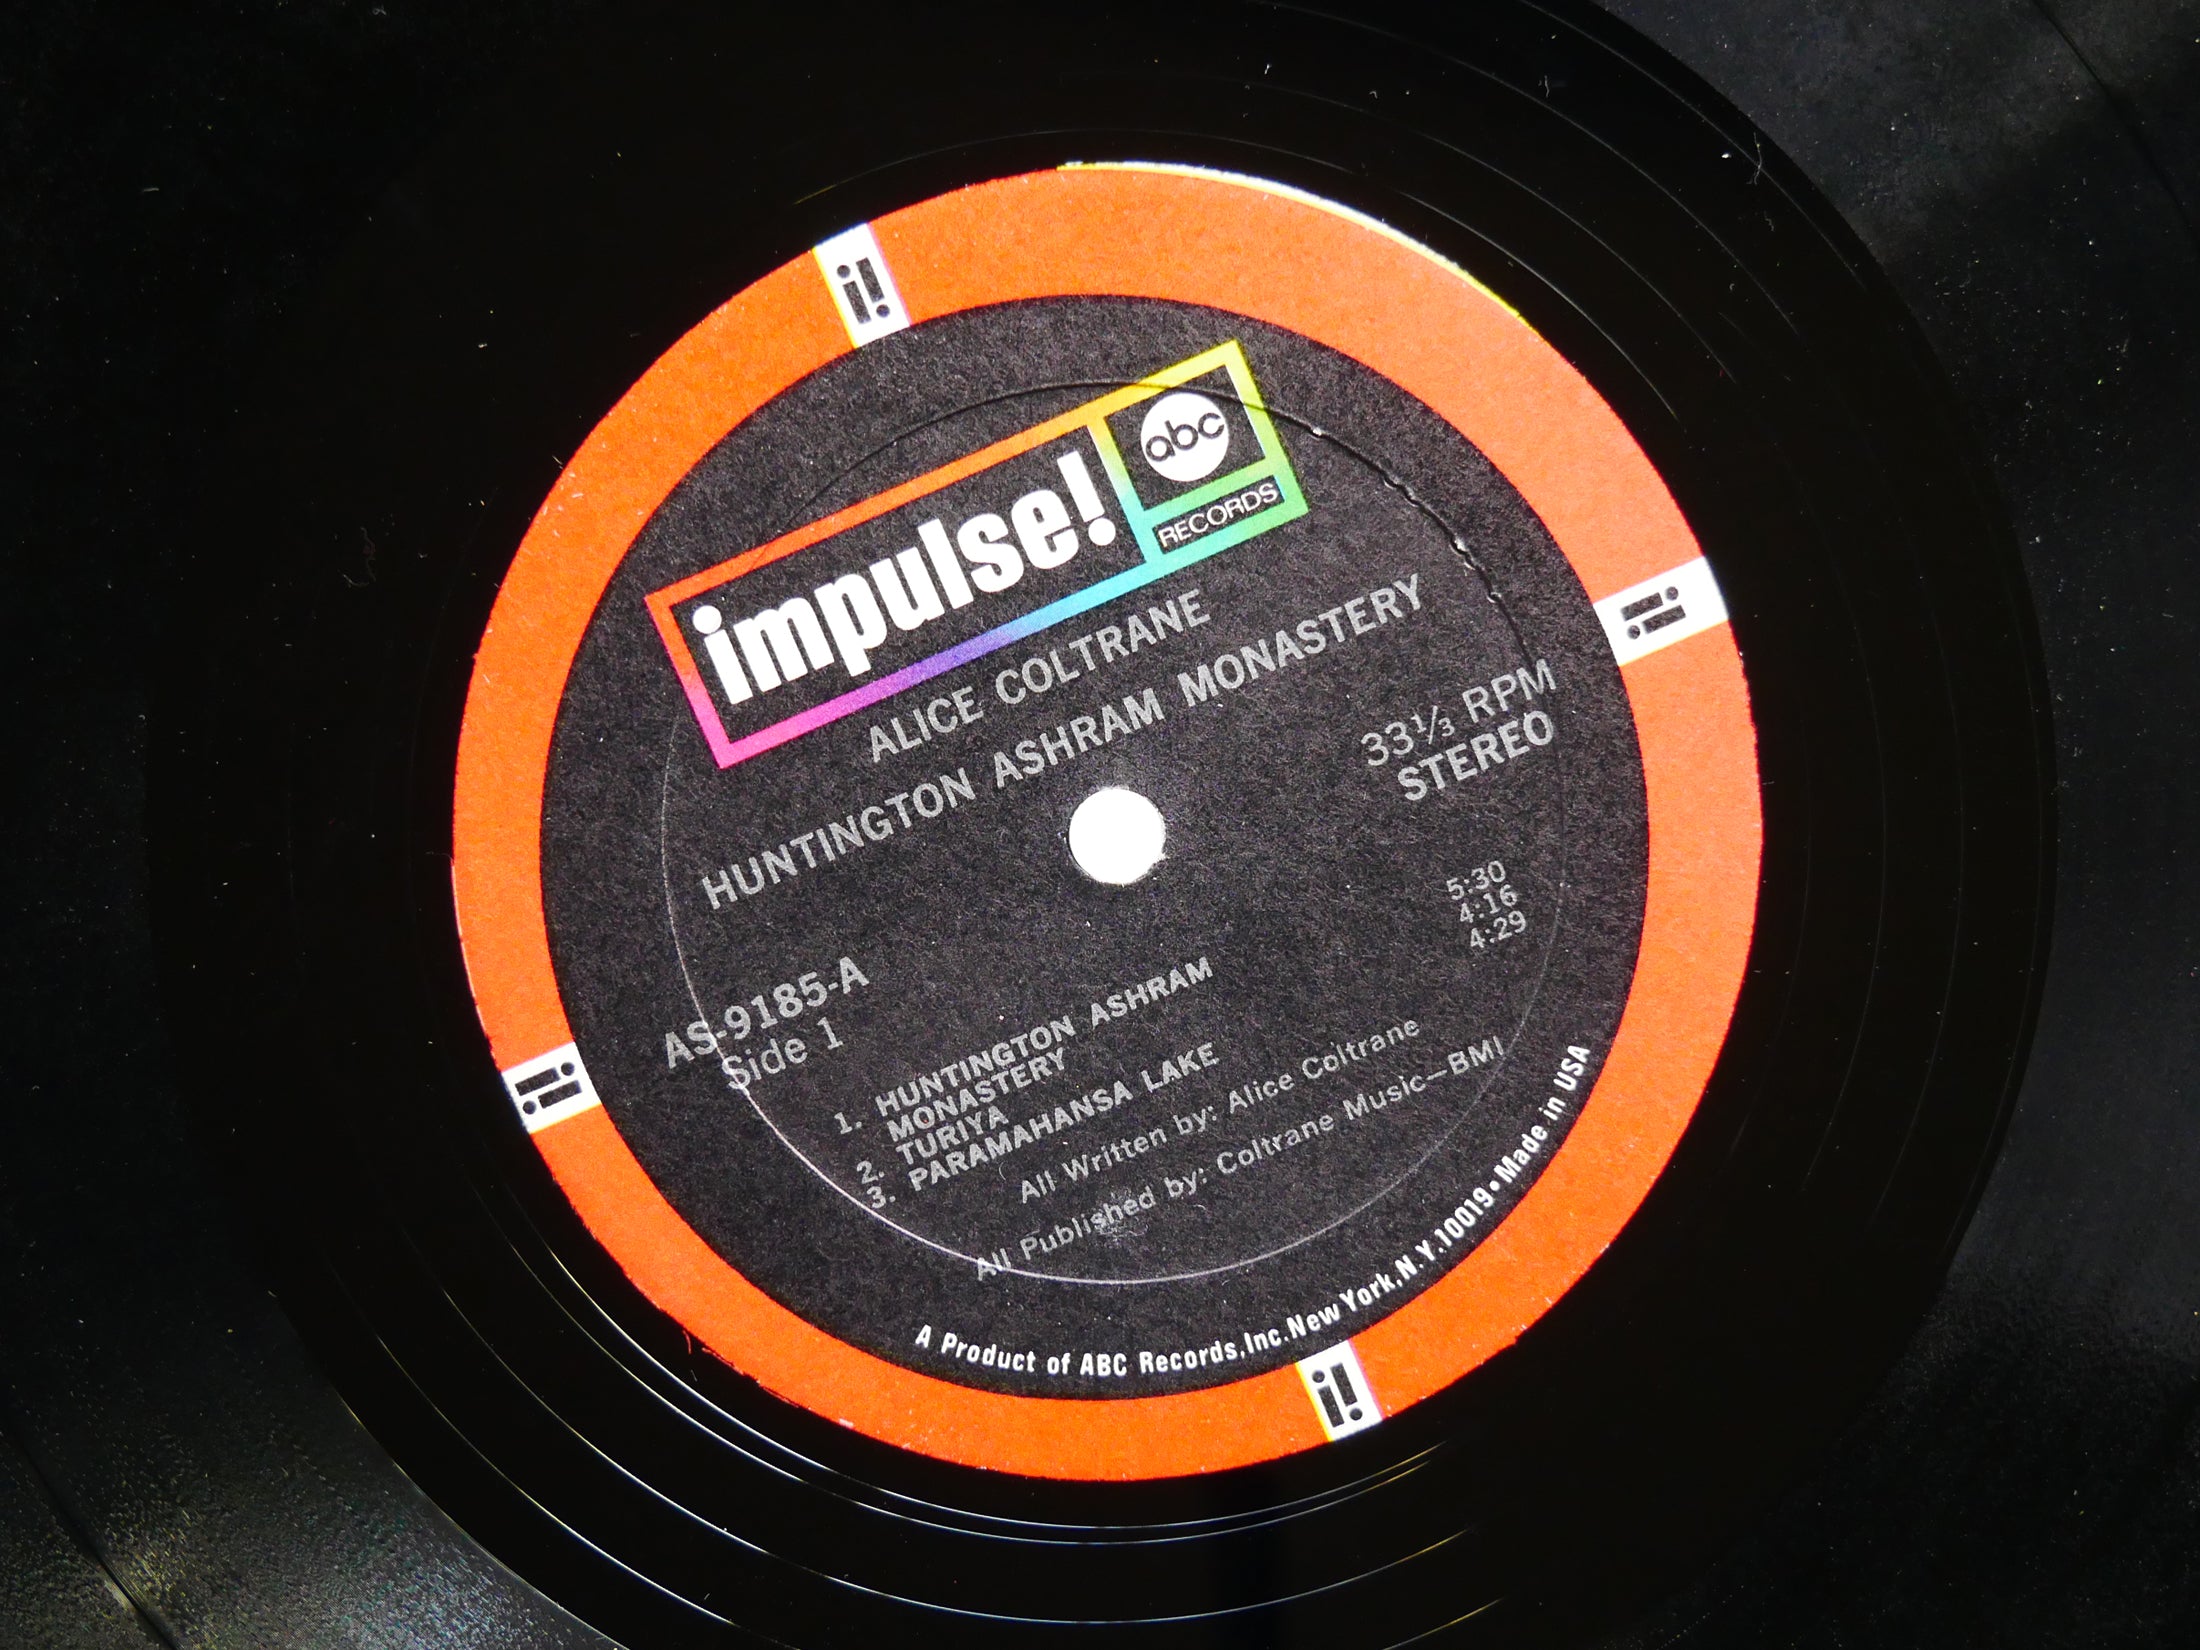 i!
impulse!
abc
RECORDS
ALICE COLTRANE
HUNTINGTON ASHRAM MONASTERY
33⅓ RPM
STEREO
i!
AS-9185-A
Side 1
1. HUNTINGTON ASHRAM
MONASTERY 5:30
2. TURIYA 4:16
3. PARAMAHANSA LAKE 4:29
All Written by: Alice Coltrane
All Published by: Coltrane Music—BMI
i!
A Product of ABC Records, Inc. New York, N.Y. 10019 • Made in USA
i!